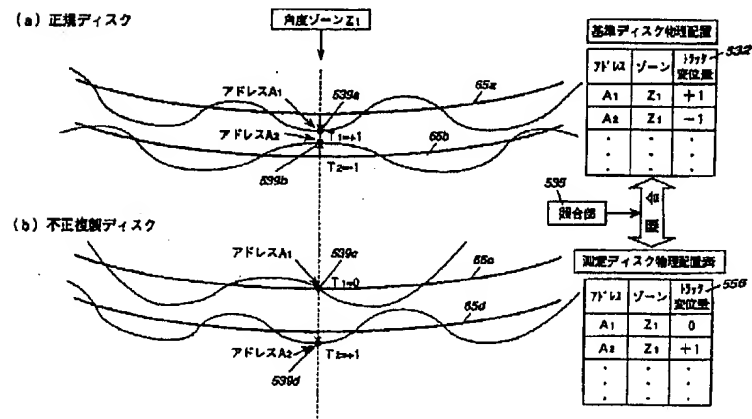 (a) 正規ディスク
角度ゾーンZ1
基準ディスク物理配置
532
アドレス ゾーン トラック変位量
A1 Z1 +1
A2 Z1 −1
アドレスA1
539a
65a
アドレスA2
T1=+1
65b
539b
T2=−1
535
照合部
照合
(b) 不正複製ディスク
測定ディスク物理配置表
556
アドレス ゾーン トラック変位量
A1 Z1 0
A2 Z1 +1
アドレスA1
539c
65c
T1=0
65d
アドレスA2
T2=+1
539d